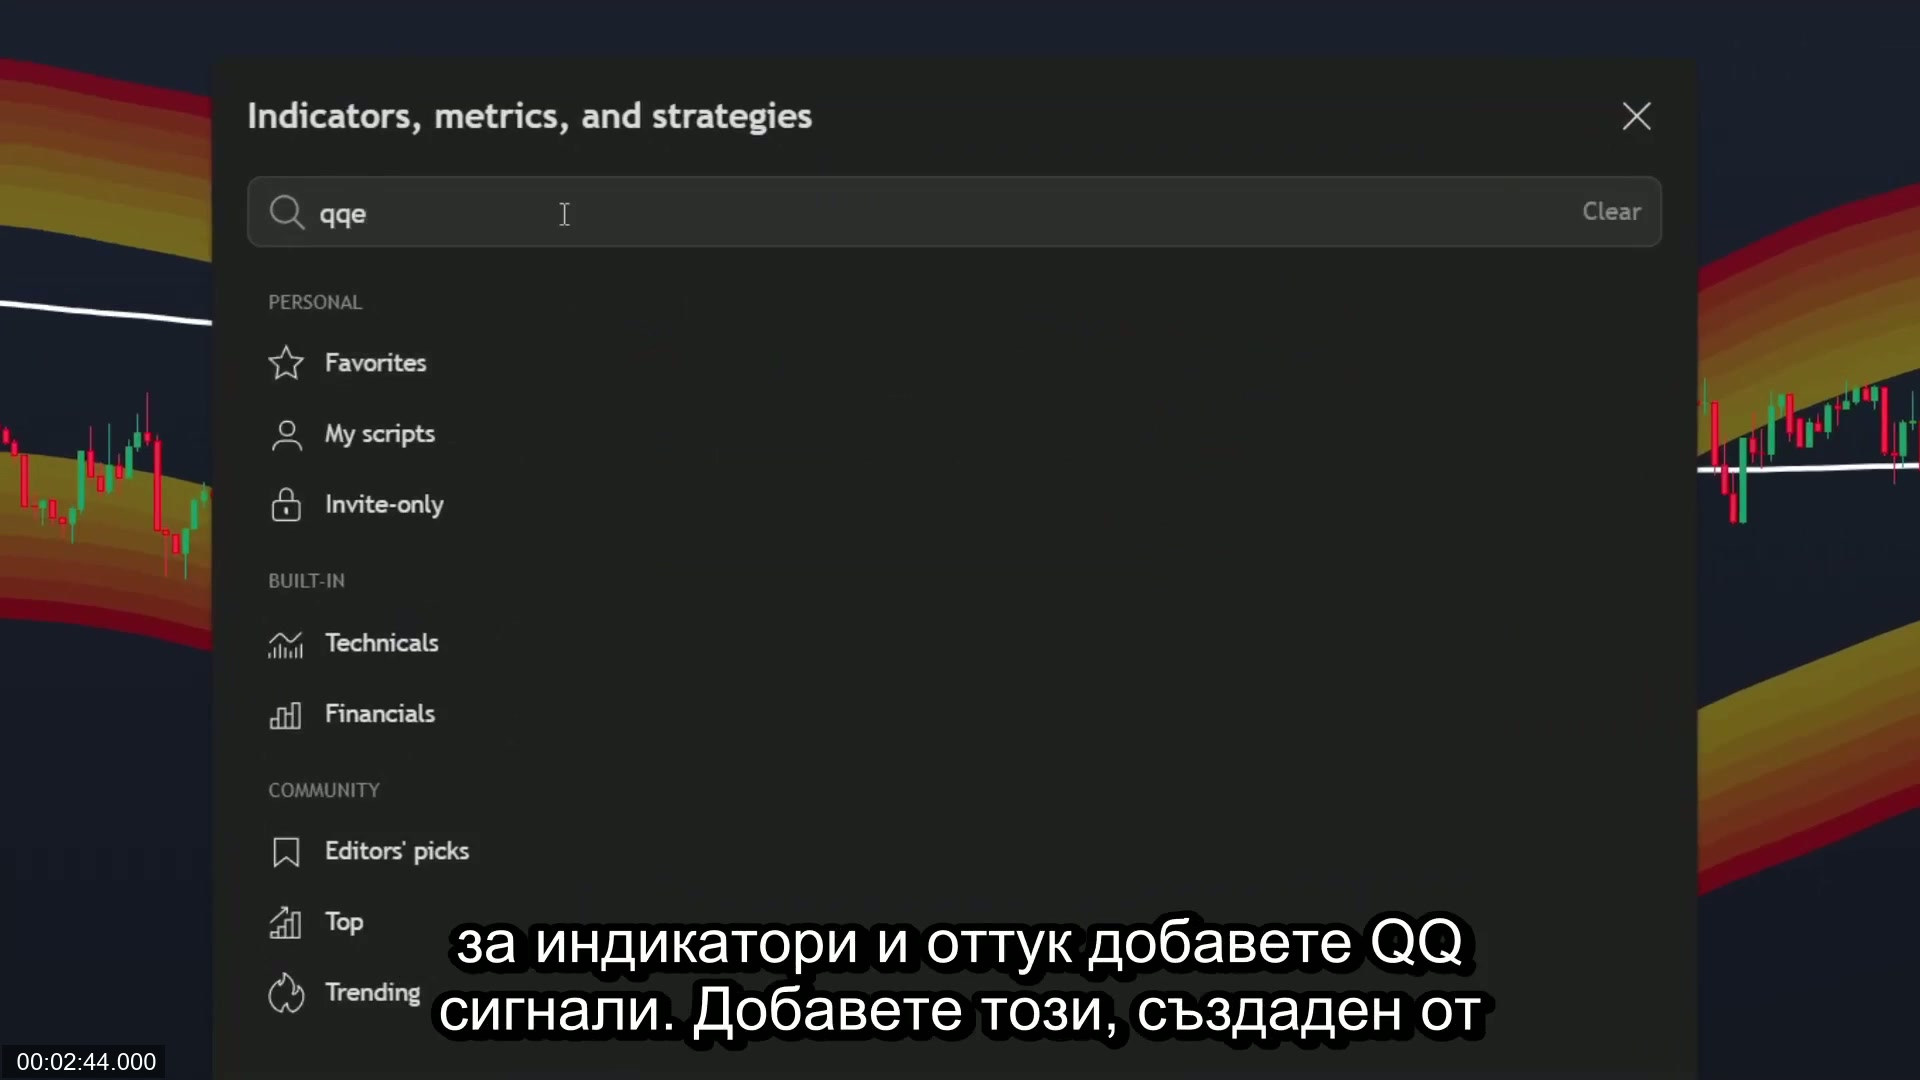 Indicators, metrics, and strategies
qqe
Clear
PERSONAL
Favorites
My scripts
Invite-only
BUILT-IN
Technicals
Financials
COMMUNITY
Editors' picks
Top
Trending
за индикатори и оттук добавете QQ
сигнали. Добавете този, създаден от
00:02:44.000